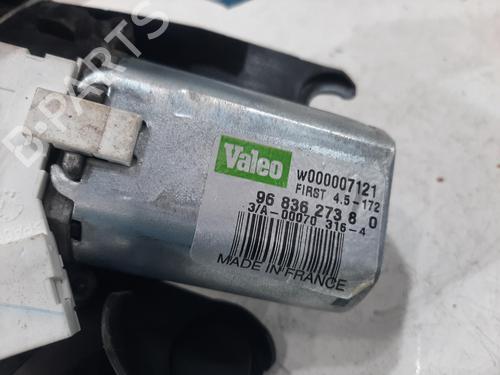 Valeo
W000007121
FIRST 4.5-172
96 836 273 8 0
3/A-00070 316-4
MADE IN FRANCE
B-PARTS